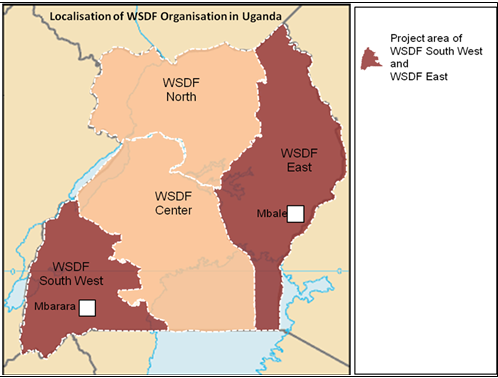 Localisation of WSDF Organisation in Uganda
Project area of
WSDF South West
and
WSDF East
WSDF
North
WSDF
East
WSDF
Center
Mbale
WSDF
South West
Mbarara